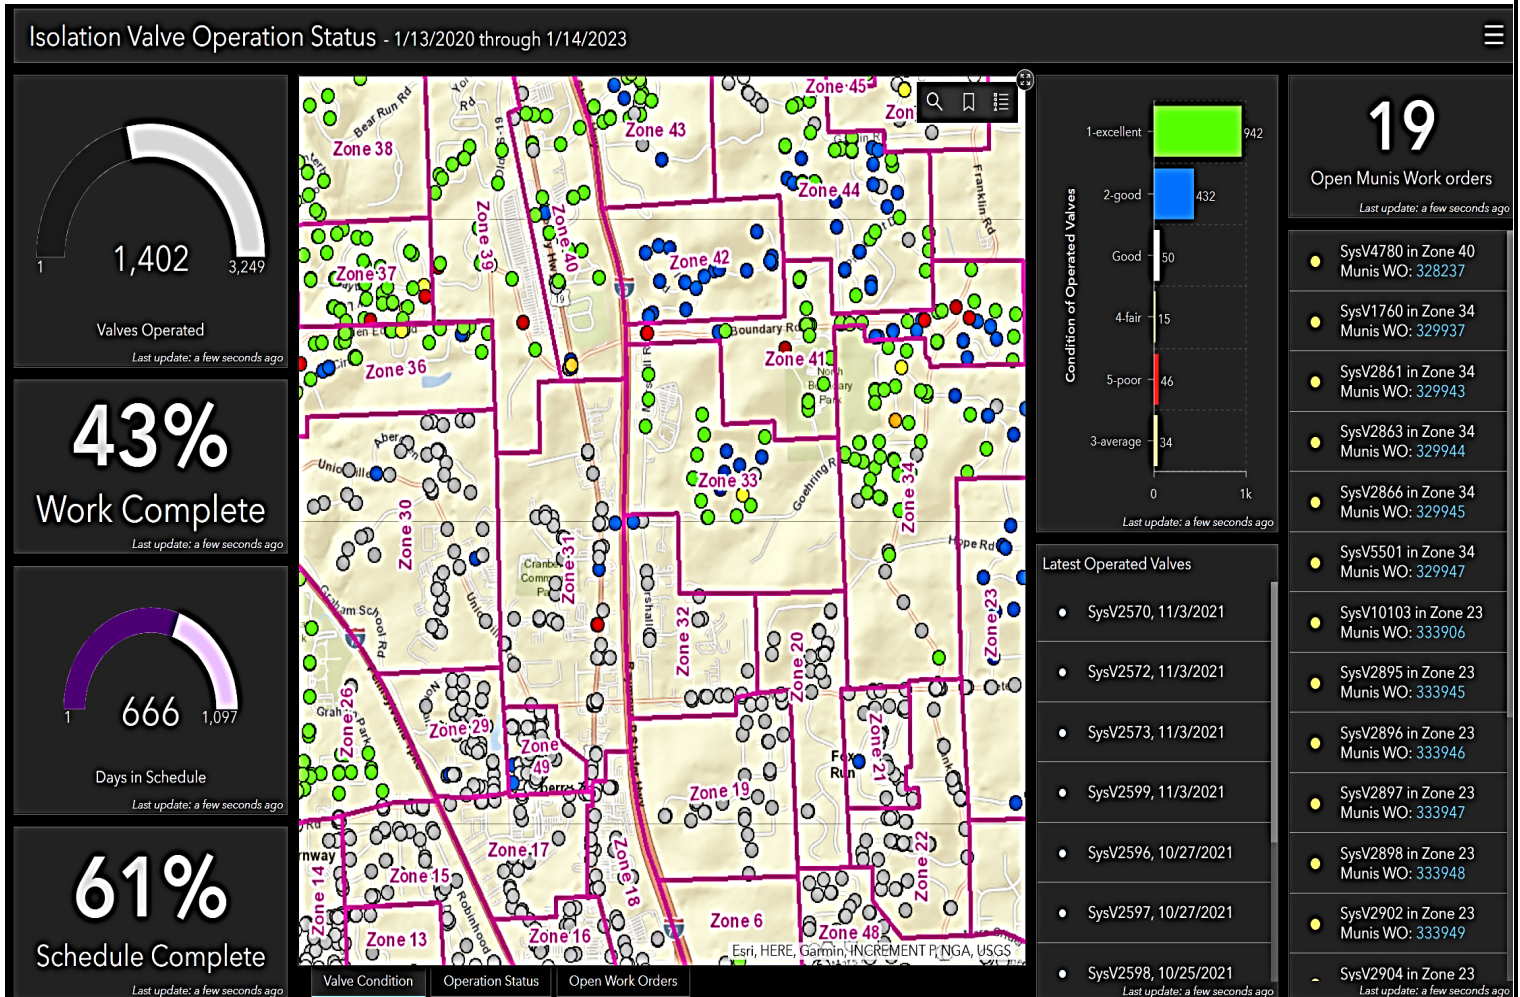 Isolation Valve Operation Status - 1/13/2020 through 1/14/2023
1,402
1
3,249
Valves Operated
Last update: a few seconds ago
43%
Work Complete
Last update: a few seconds ago
666
1
1,097
Days in Schedule
Last update: a few seconds ago
61%
Schedule Complete
Last update: a few seconds ago
Zone 45
Zone 43
Bear Run Rd
Zone 38
Rd
Zone 44
Franklin Rd
Zone 39
Zone 40
Zone 42
Zone 37
19
Boundary Rd
Zone 41
Zone 36
North
Boundary
Park
Zone 33
Goehring R
Zone 34
Zone 30
Zone 31
Hope Rd
Zone 23
Graham School Rd
Zone 32
Zone 20
Zone 26
Zone 29
Zone
49
Zone 21
Fox
Run
Zone 19
Rd
Zone 17
Zone 18
Zone 22
Zone 14
Zone 15
Robinhood
Zone 13
Zone 16
Zone 6
Zone 48
Esri, HERE, Garmin, INCREMENT P, NGA, USGS
Valve Condition
Operation Status
Open Work Orders
Condition of Operated Valves
1-excellent
942
2-good
432
Good
50
4-fair
15
5-poor
46
3-average
34
0
1k
Last update: a few seconds ago
Latest Operated Valves
SysV2570, 11/3/2021
SysV2572, 11/3/2021
SysV2573, 11/3/2021
SysV2599, 11/3/2021
SysV2596, 10/27/2021
SysV2597, 10/27/2021
SysV2598, 10/25/2021
Last update: a few seconds ago
19
Open Munis Work orders
Last update: a few seconds ago
SysV4780 in Zone 40
Munis WO: 328237
SysV1760 in Zone 34
Munis WO: 329937
SysV2861 in Zone 34
Munis WO: 329943
SysV2863 in Zone 34
Munis WO: 329944
SysV2866 in Zone 34
Munis WO: 329945
SysV5501 in Zone 34
Munis WO: 329947
SysV10103 in Zone 23
Munis WO: 333906
SysV2895 in Zone 23
Munis WO: 333945
SysV2896 in Zone 23
Munis WO: 333946
SysV2897 in Zone 23
Munis WO: 333947
SysV2898 in Zone 23
Munis WO: 333948
SysV2902 in Zone 23
Munis WO: 333949
SysV2904 in Zone 23
Last update: a few seconds ago